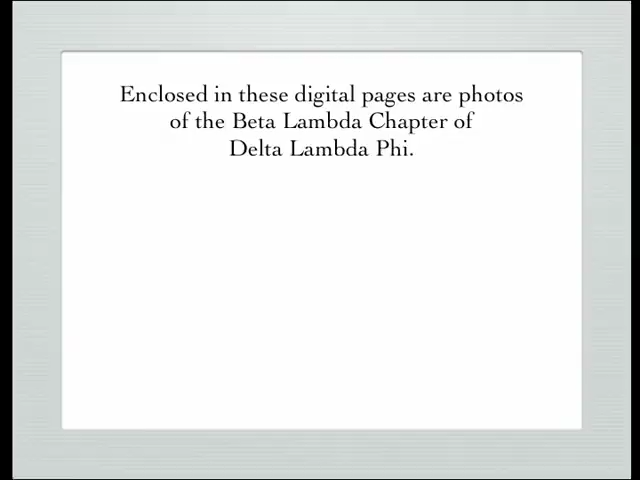 Enclosed in these digital pages are photos
of the Beta Lambda Chapter of
Delta Lambda Phi.